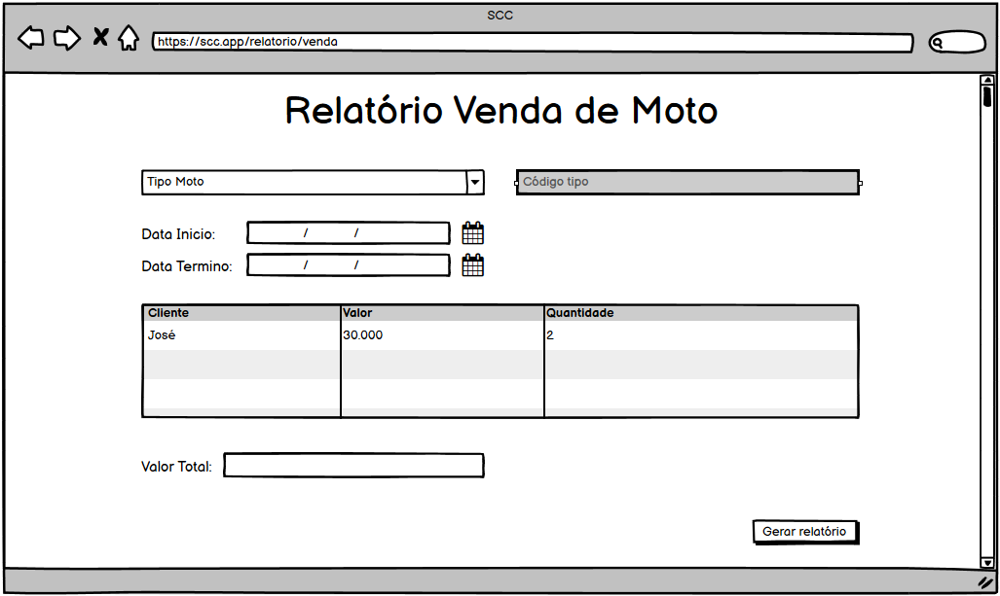 SCC
https://scc.app/relatorio/venda
Relatório Venda de Moto
Tipo Moto
Código tipo
Data Inicio: / /
Data Termino: / /
Cliente Valor Quantidade
José 30.000 2
Valor Total:
Gerar relatório